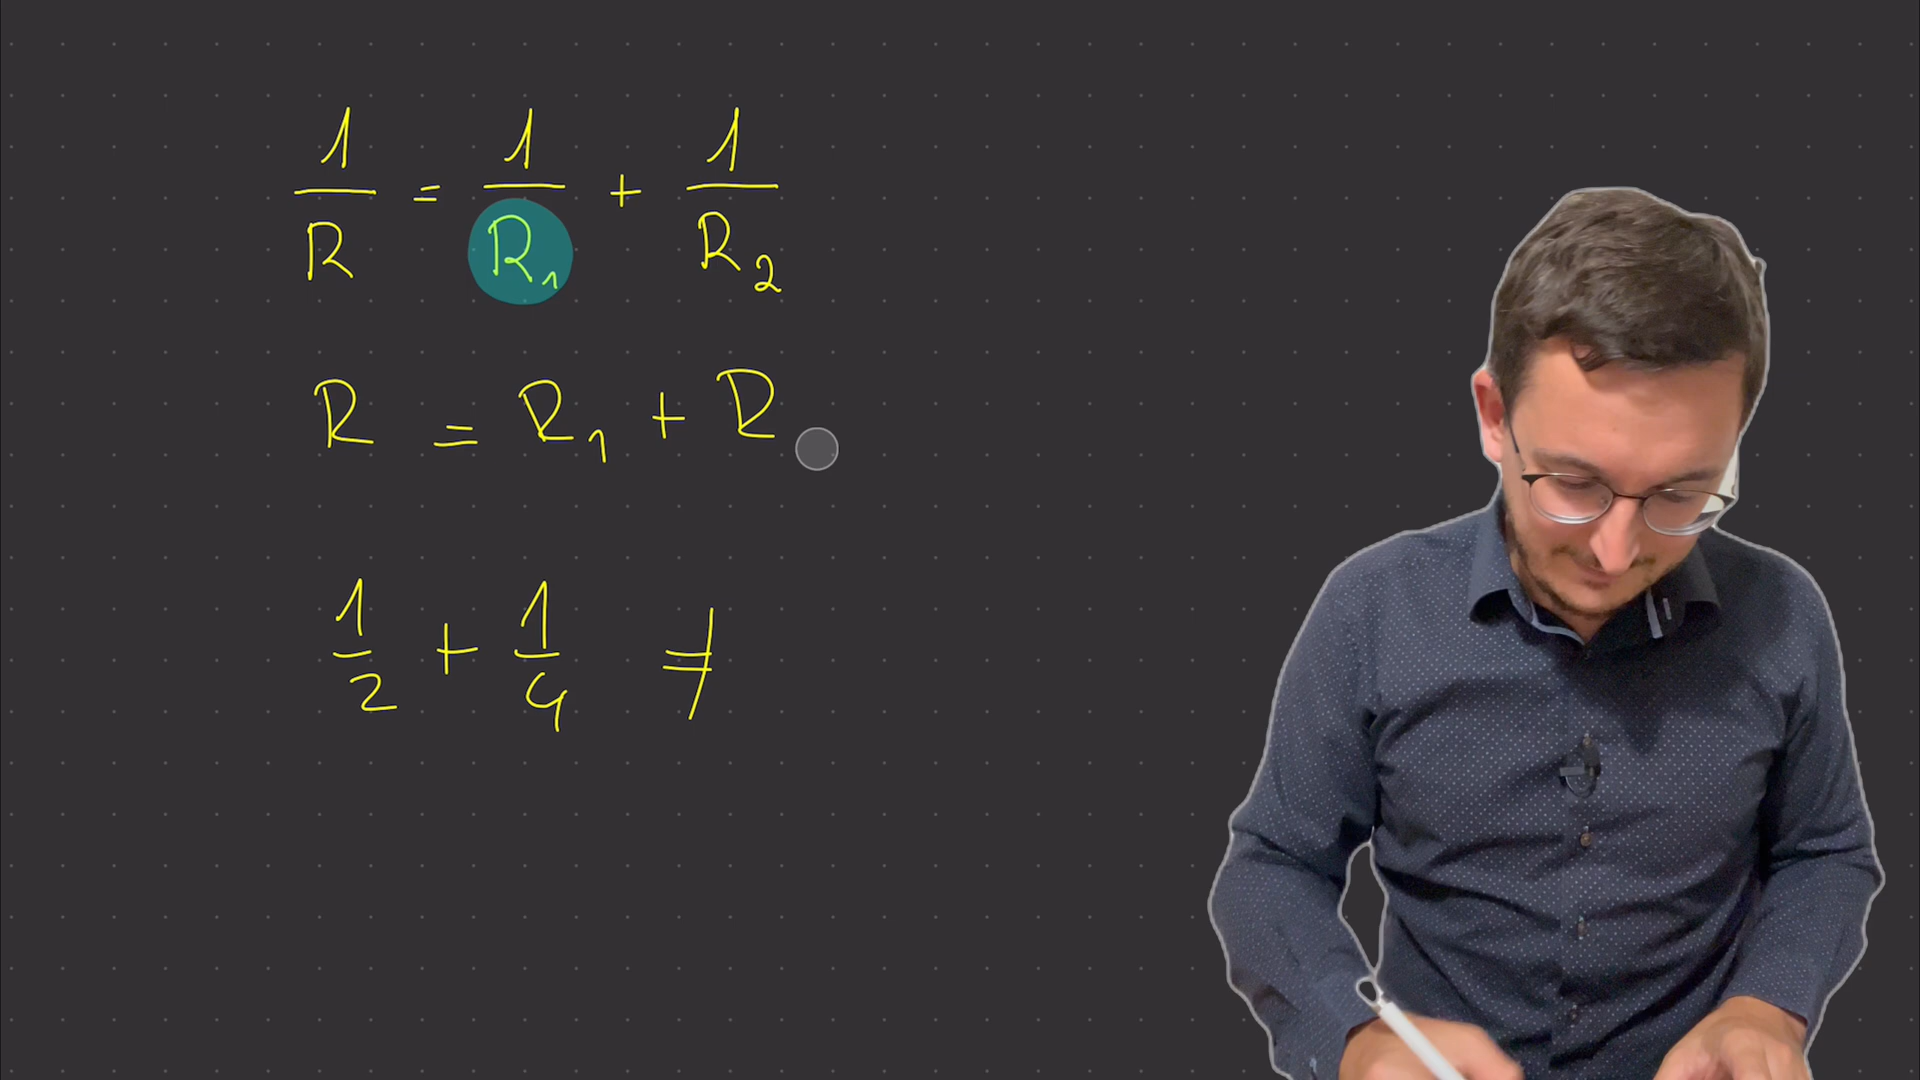 1/R = 1/R₁ + 1/R₂
R = R₁ + R
1/2 + 1/4 ≠